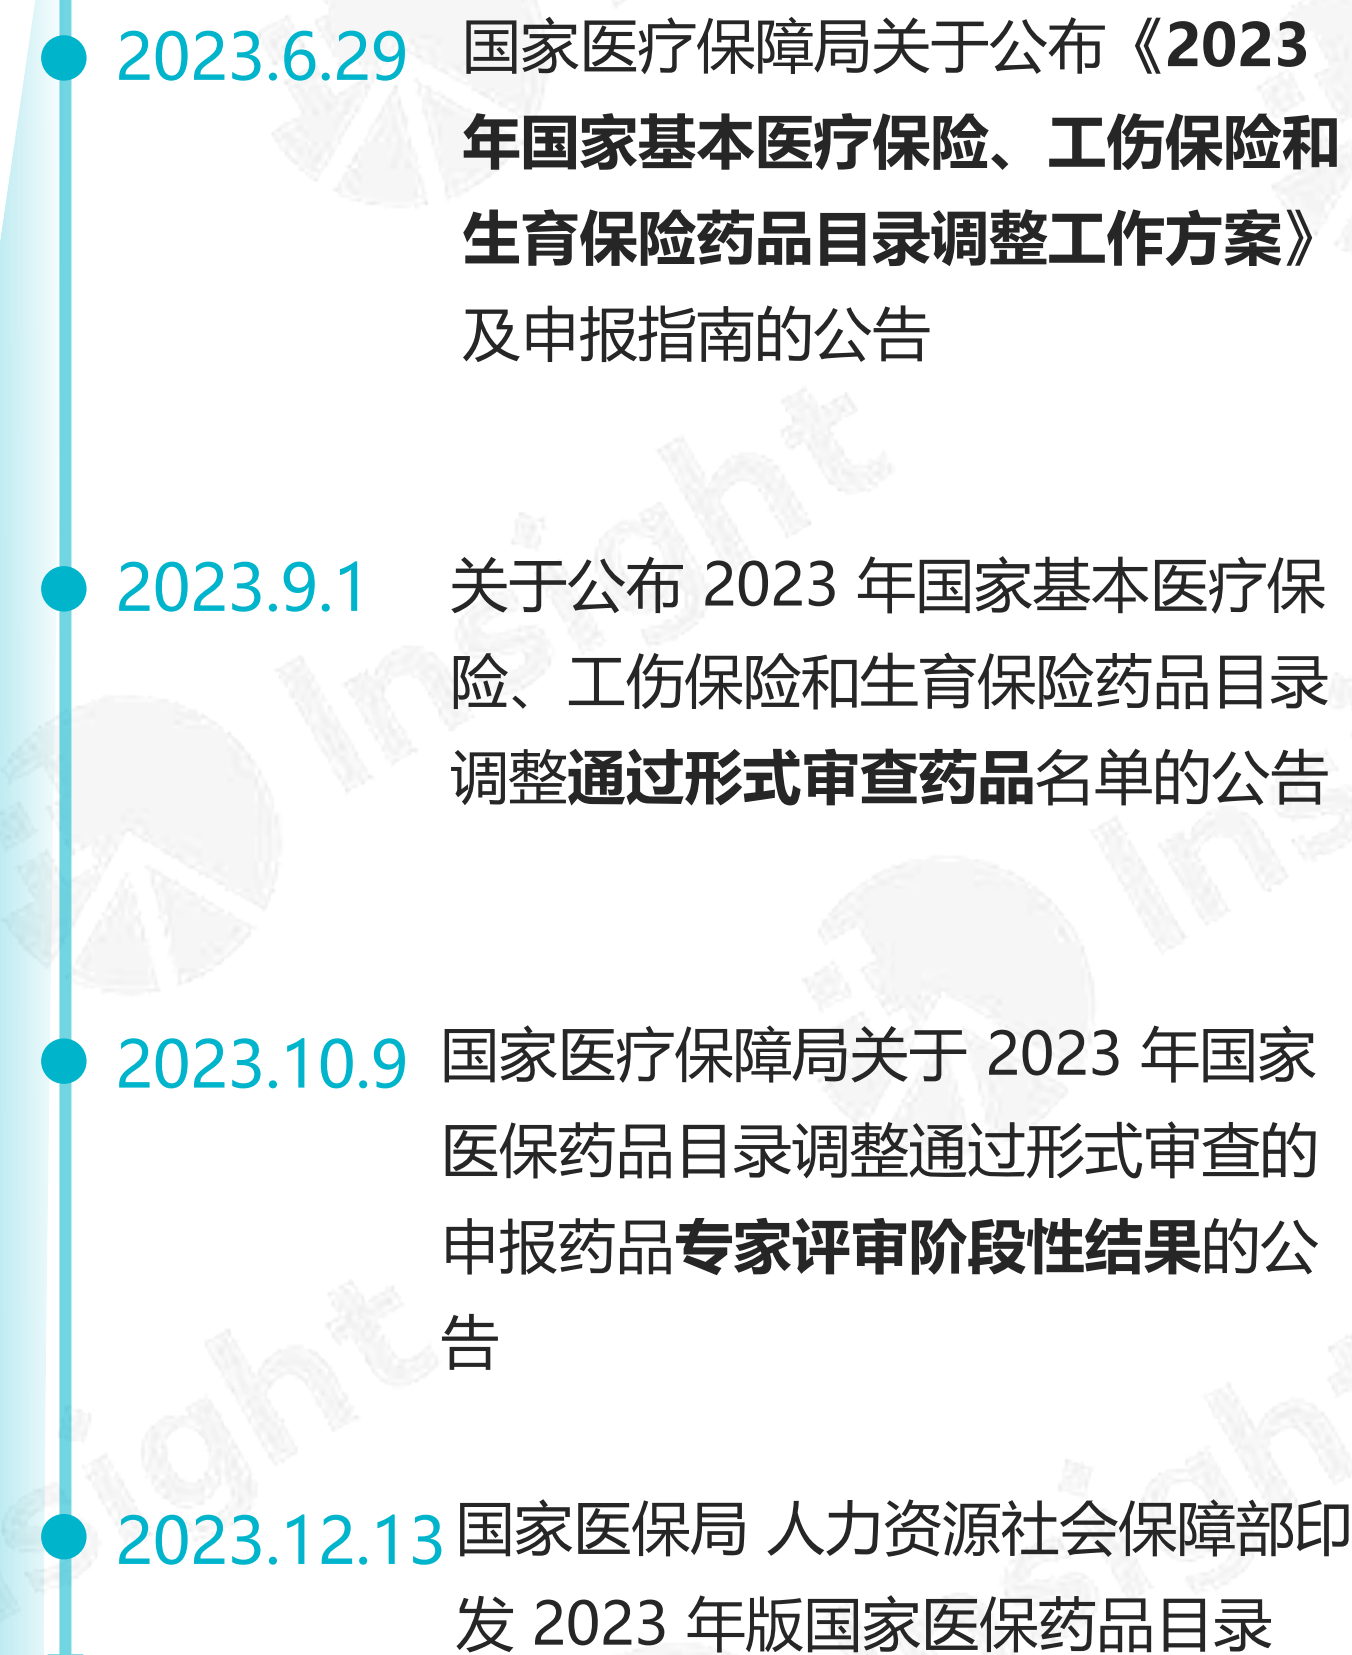 2023.6.29
国家医疗保障局关于公布《2023
年国家基本医疗保险、工伤保险和
生育保险药品目录调整工作方案》
及申报指南的公告
2023.9.1
关于公布 2023 年国家基本医疗保
险、工伤保险和生育保险药品目录
调整通过形式审查药品名单的公告
2023.10.9
国家医疗保障局关于 2023 年国家
医保药品目录调整通过形式审查的
申报药品专家评审阶段性结果的公
告
2023.12.13
国家医保局 人力资源社会保障部印
发 2023 年版国家医保药品目录
Insight
Ins
sight
Insight